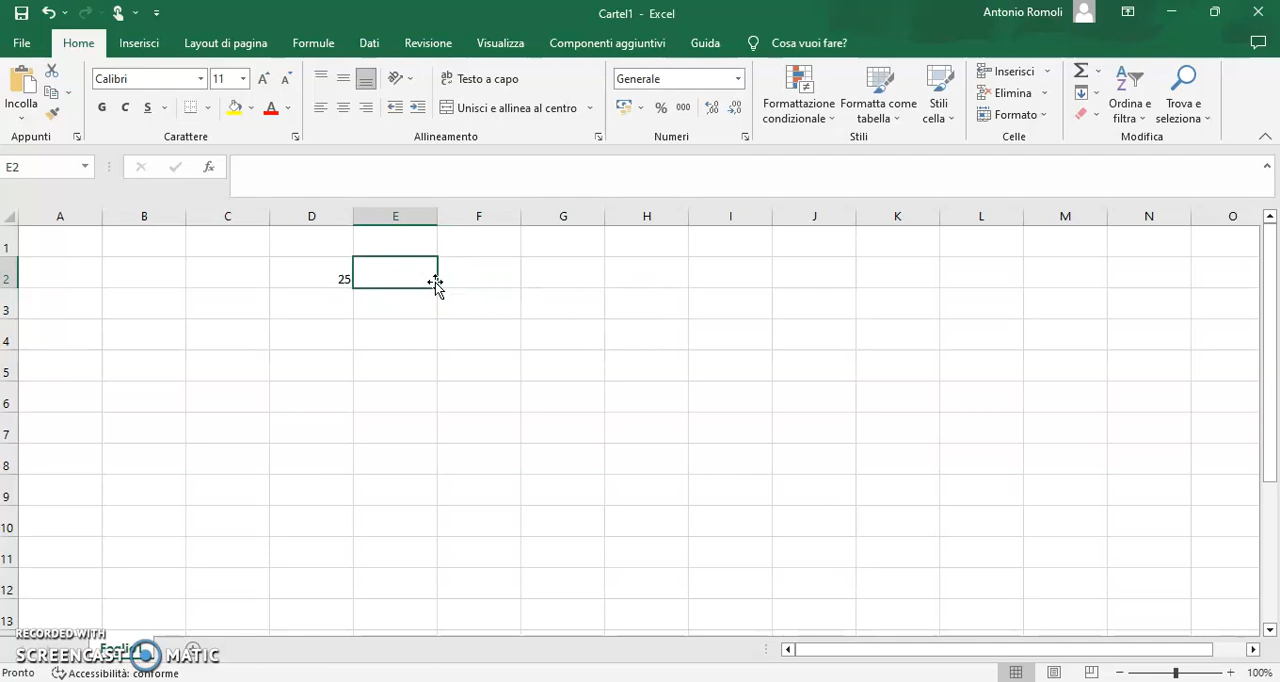 Cartel1 - Excel
Antonio Romoli
File Home Inserisci Layout di pagina Formule Dati Revisione Visualizza Componenti aggiuntivi Guida Cosa vuoi fare?
Incolla
Calibri 11
G C S
Appunti
Carattere
Testo a capo
Unisci e allinea al centro
Allineamento
Generale
% 000
Numeri
Formattazione condizionale
Formatta come tabella
Stili cella
Stili
Inserisci
Elimina
Formato
Celle
Ordina e filtra
Trova e seleziona
Modifica
E2
fx
A B C D E F G H I J K L M N O
1
2 25
3
4
5
6
7
8
9
10
11
12
13
RECORDED WITH
SCREENCAST MATIC
Pronto
Accessibilità: conforme
100%